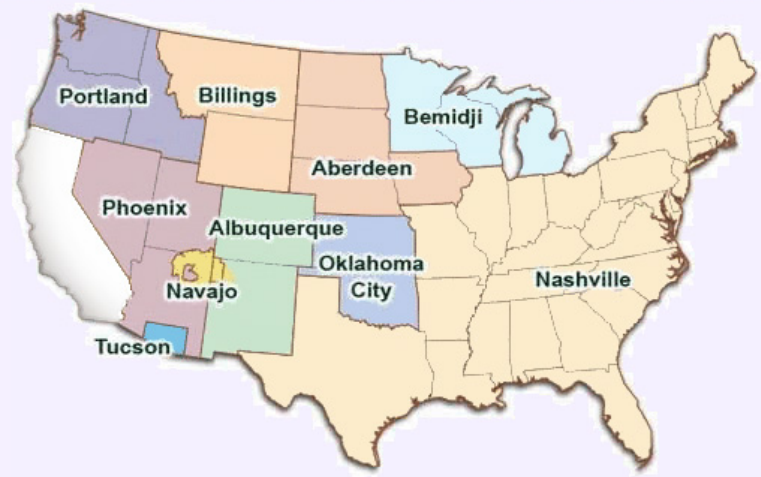 Portland
Billings
Bemidji
Aberdeen
Phoenix
Albuquerque
Oklahoma
City
Navajo
Nashville
Tucson